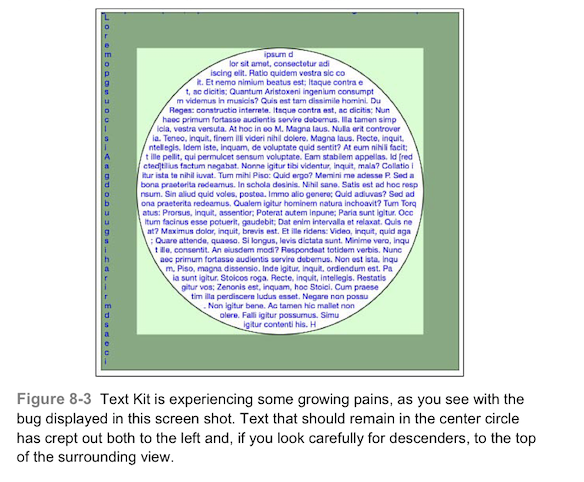 L
o
r
e
m
ipsum d
lor sit amet, consectetur adi
iscing elit. Ratio quidem vestra sic co
it. Et nemo nimium beatus est; Itaque contra e
t, ac dicitis; Quantum Aristoxeni ingenium consumpt
m videmus in musicis? Quis est tam dissimile homini. Du
Reges: constructio interrete. Itaque contra est, ac dicitis; Nun
haec primum fortasse audientis servire debemus. Illa tamen simp
icia, vestra versuta. At hoc in eo M. Magna laus. Nulla erit controver
ia. Teneo, inquit, finem illi videri nihil dolere. Magna laus. Recte, inquit,
ntellegis. Idem iste, inquam, de voluptate quid sentit? At eum nihili facit;
t ille pellit, qui permulcet sensum voluptate. Eam stabilem appellas. Id [red
cted]tilius factum negabat. Nonne igitur tibi videntur, inquit, mala? Collatio i
itur ista te nihil iuvat. Tum mihi Piso: Quid ergo? Memini me adesse P. Sed a
bona praeterita redeamus. In schola desinis. Nihil sane. Satis est ad hoc resp
nsum. Sin aliud quid voles, postea. Immo alio genere; Quid adiuvas? Sed ad
ona praeterita redeamus. Qualem igitur hominem natura inchoavit? Tum Torq
atus: Prorsus, inquit, assentior; Poterat autem inpune; Paria sunt igitur. Occ
ltum facinus esse potuerit, gaudebit; Dat enim intervalla et relaxat. Quis ne
at? Maximus dolor, inquit, brevis est. Et ille ridens: Video, inquit, quid aga
; Quare attende, quaeso. Si longus, levis dictata sunt. Minime vero, inqu
t ille, consentit. An eiusdem modi? Respondeat totidem verbis. Nunc
aec primum fortasse audientis servire debemus. Non est ista, inqu
m, Piso, magna dissensio. Inde igitur, inquit, ordiendum est. Pa
ia sunt igitur. Stoicos roga. Recte, inquit, intellegis. Restatis
gitur vos; Zenonis est, inquam, hoc Stoici. Cum praese
tim illa perdiscere ludus esset. Negare non possu
. Non igitur bene. Ac tamen hic mallet non
olere. Falli igitur possumus. Simu
igitur contenti his. H
Figure 8-3 Text Kit is experiencing some growing pains, as you see with the
bug displayed in this screen shot. Text that should remain in the center circle
has crept out both to the left and, if you look carefully for descenders, to the top
of the surrounding view.